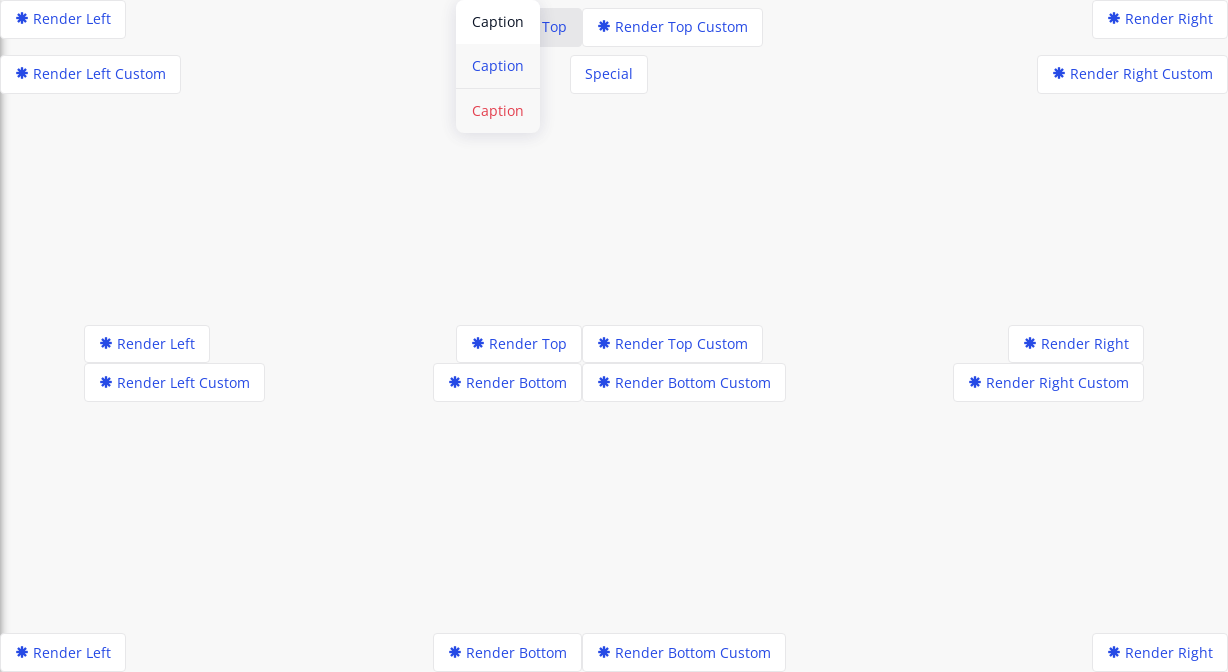 Render Left
Caption
Top
Render Top Custom
Render Right
Render Left Custom
Caption
Special
Render Right Custom
Caption
Render Left
Render Top
Render Top Custom
Render Right
Render Left Custom
Render Bottom
Render Bottom Custom
Render Right Custom
Render Left
Render Bottom
Render Bottom Custom
Render Right